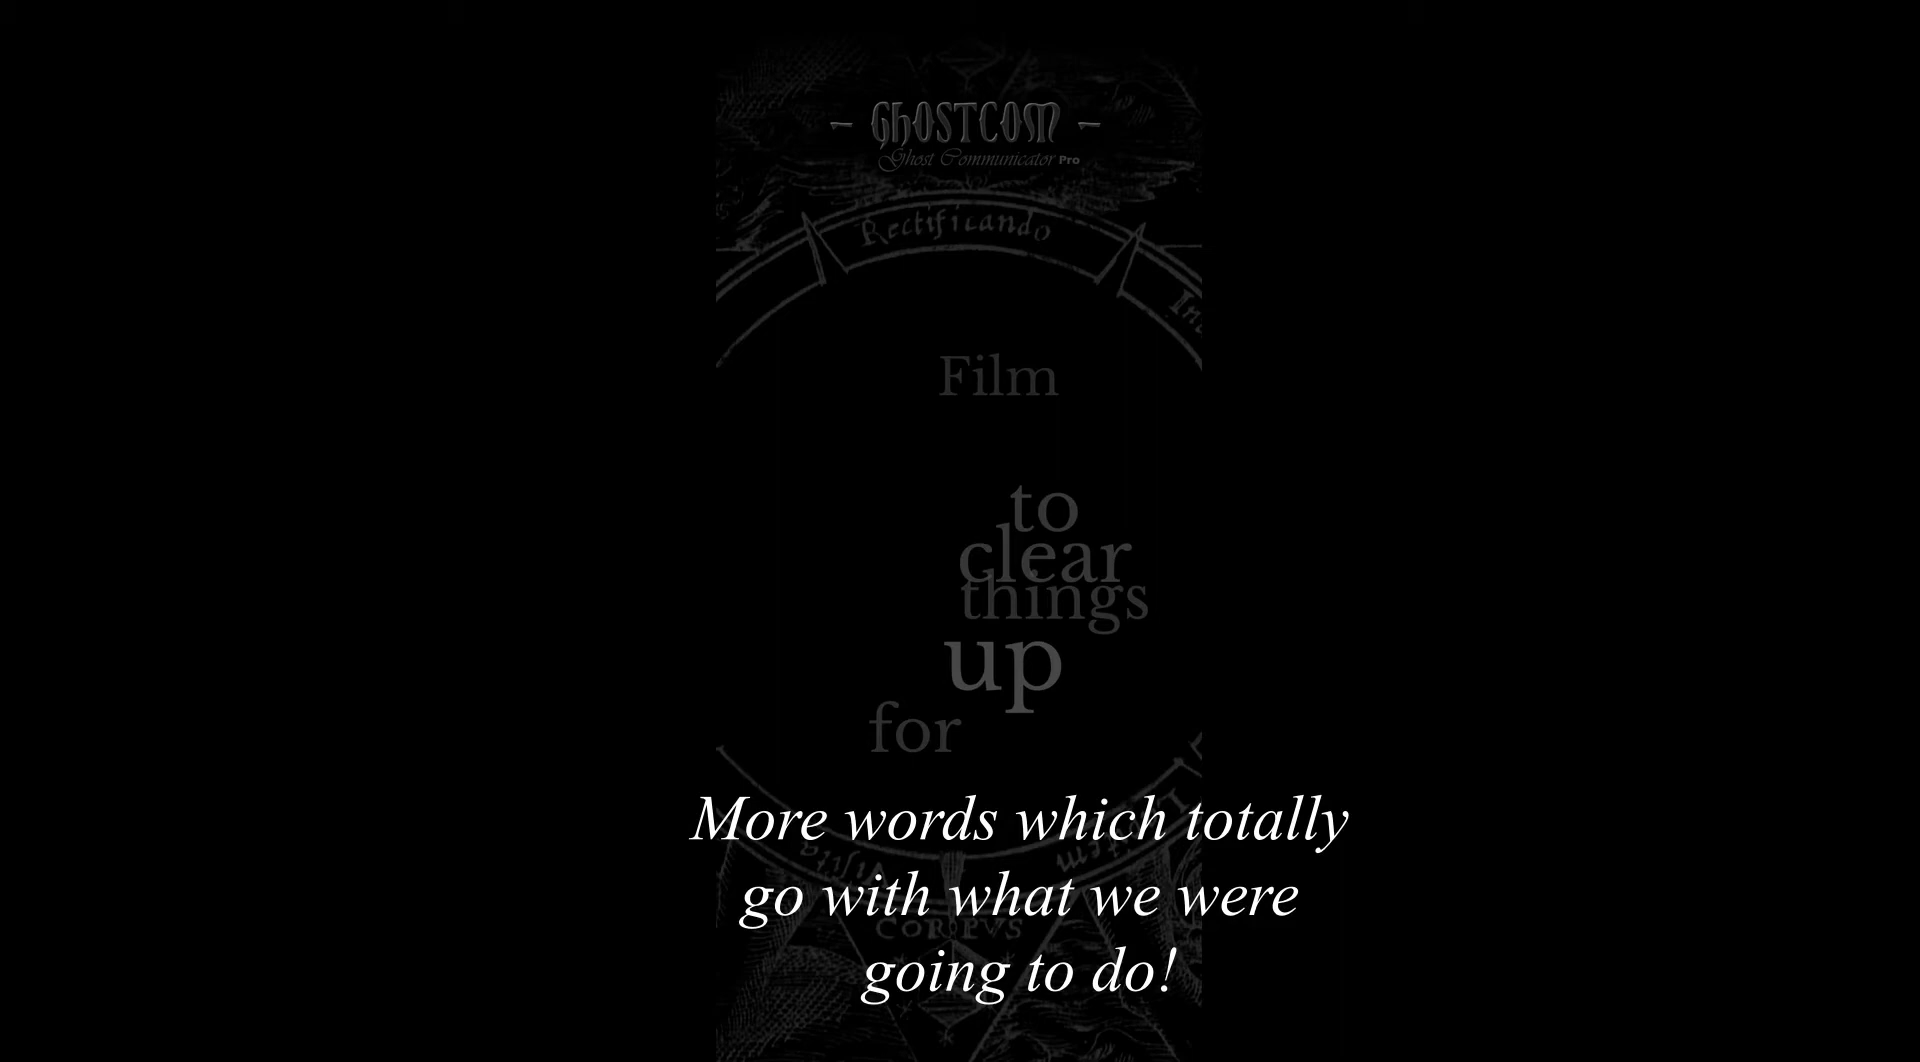 - GhOSTCOM -
Ghost Communicator Pro
Rectificando
Film
to
clear
things
up
for
More words which totally
go with what we were
going to do!
Visita
CORPVS